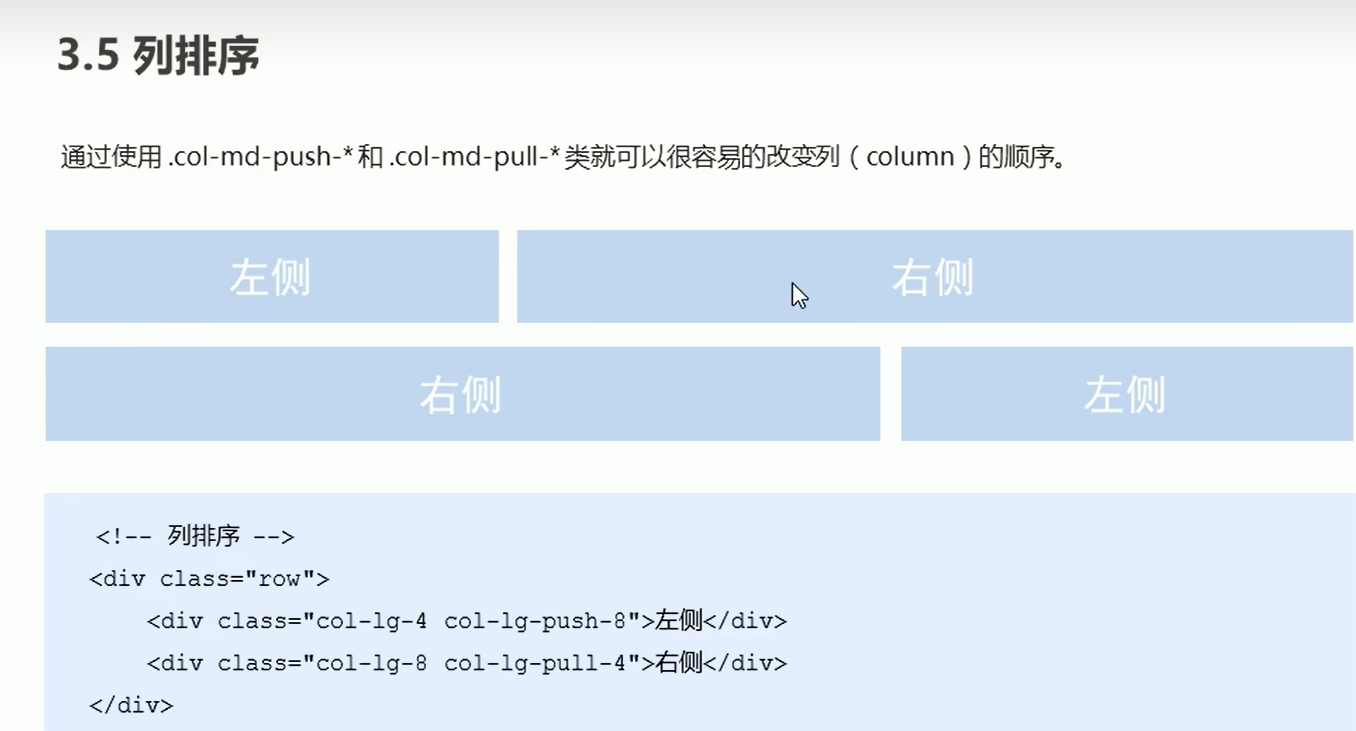 3.5 列排序
通过使用 .col-md-push-* 和 .col-md-pull-* 类就可以很容易的改变列 ( column ) 的顺序。
左侧 右侧
右侧 左侧
<!-- 列排序 -->
<div class="row">
<div class="col-lg-4 col-lg-push-8">左侧</div>
<div class="col-lg-8 col-lg-pull-4">右侧</div>
</div>